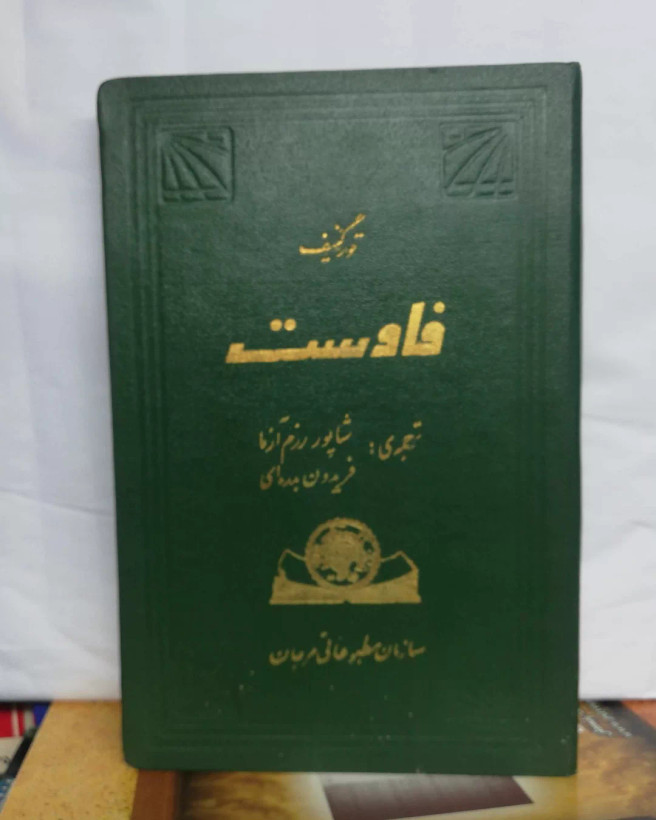 تورگنیف
فاوست
ترجمه‌ی: شاپور رزم‌آزما
فریدون بدره‌ای
سازمان مطبوعاتی مرجان